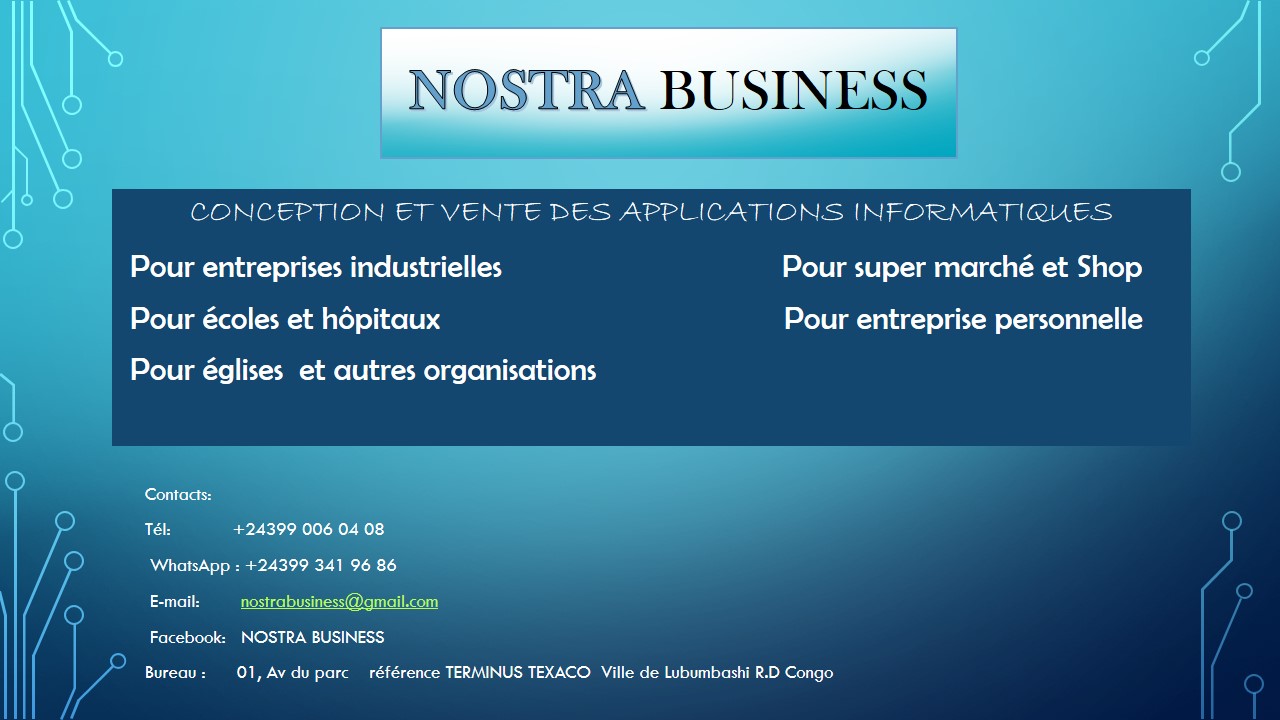 NOSTRA BUSINESS
CONCEPTION ET VENTE DES APPLICATIONS INFORMATIQUES
Pour entreprises industrielles Pour super marché et Shop
Pour écoles et hôpitaux Pour entreprise personnelle
Pour églises et autres organisations
Contacts:
Tél: +24399 006 04 08
WhatsApp : +24399 341 96 86
E-mail: nostrabusiness@gmail.com
Facebook: NOSTRA BUSINESS
Bureau : 01, Av du parc référence TERMINUS TEXACO Ville de Lubumbashi R.D Congo